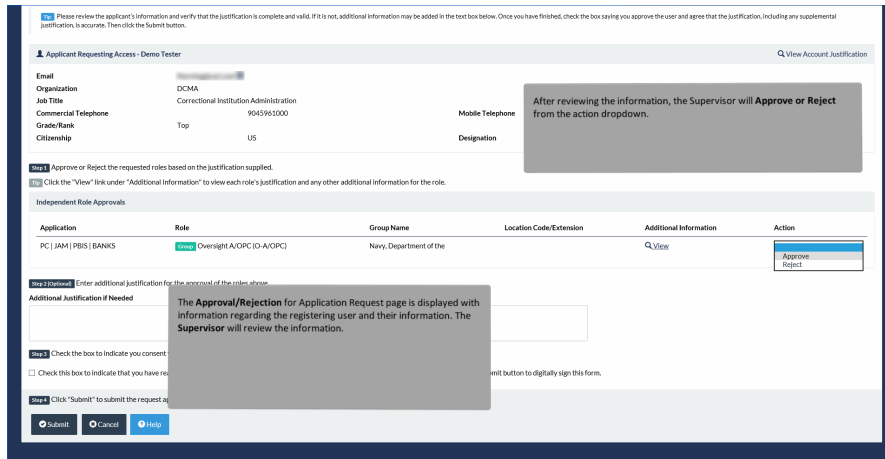 Tip Please review the applicant's information and verify that the justification is complete and valid. If it is not, additional information may be added in the text box below. Once you have finished, check the box saying you approve the user and agree that the justification, including any supplemental
justification, is accurate. Then click the Submit button.
Applicant Requesting Access - Demo Tester View Account Justification
Email
Organization DCMA
Job Title Correctional Institution Administration
Commercial Telephone 9045961000 Mobile Telephone
Grade/Rank Top
Citizenship US Designation
After reviewing the information, the Supervisor will Approve or Reject
from the action dropdown.
Step 1 Approve or Reject the requested roles based on the justification supplied.
Tip Click the "View" link under "Additional Information" to view each role's justification and any other additional information for the role.
Independent Role Approvals
Application Role Group Name Location Code/Extension Additional Information Action
PC | JAM | PBIS | BANKS Group Oversight A/OPC (O-A/OPC) Navy, Department of the View
Approve
Reject
Step 2 (Optional) Enter additional justification for the approval of the roles above
Additional Justification if Needed
The Approval/Rejection for Application Request page is displayed with
information regarding the registering user and their information. The
Supervisor will review the information.
Step 3 Check the box to indicate you consent
Check this box to indicate that you have mit button to digitally sign this form.
Step 4 Click "Submit" to submit the request
Submit Cancel Help